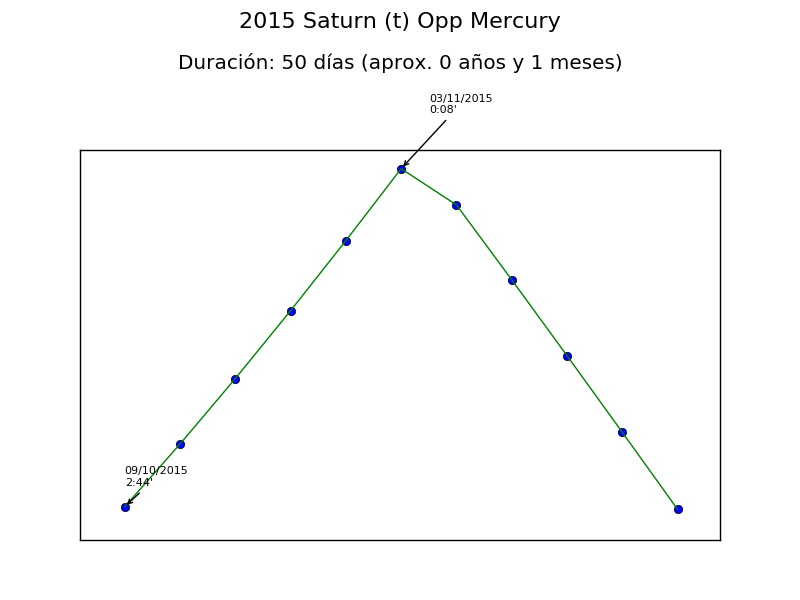 2015 Saturn (t) Opp Mercury
Duración: 50 días (aprox. 0 años y 1 meses)
03/11/2015
0:08'
09/10/2015
2:44'